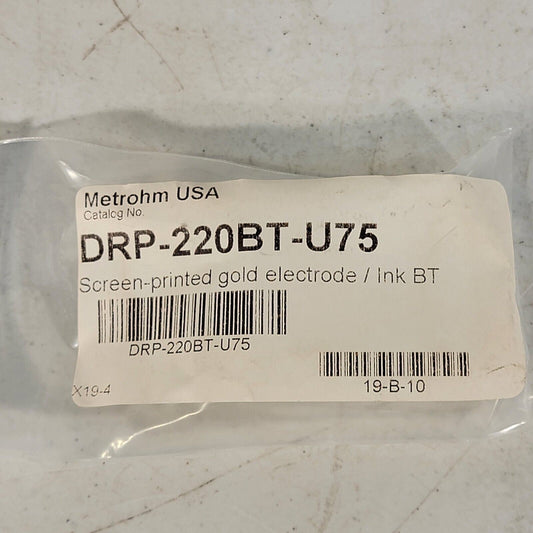 Metrohm USA
Catalog No.
DRP-220BT-U75
Screen-printed gold electrode / Ink BT
DRP-220BT-U75
X19-4
19-B-10